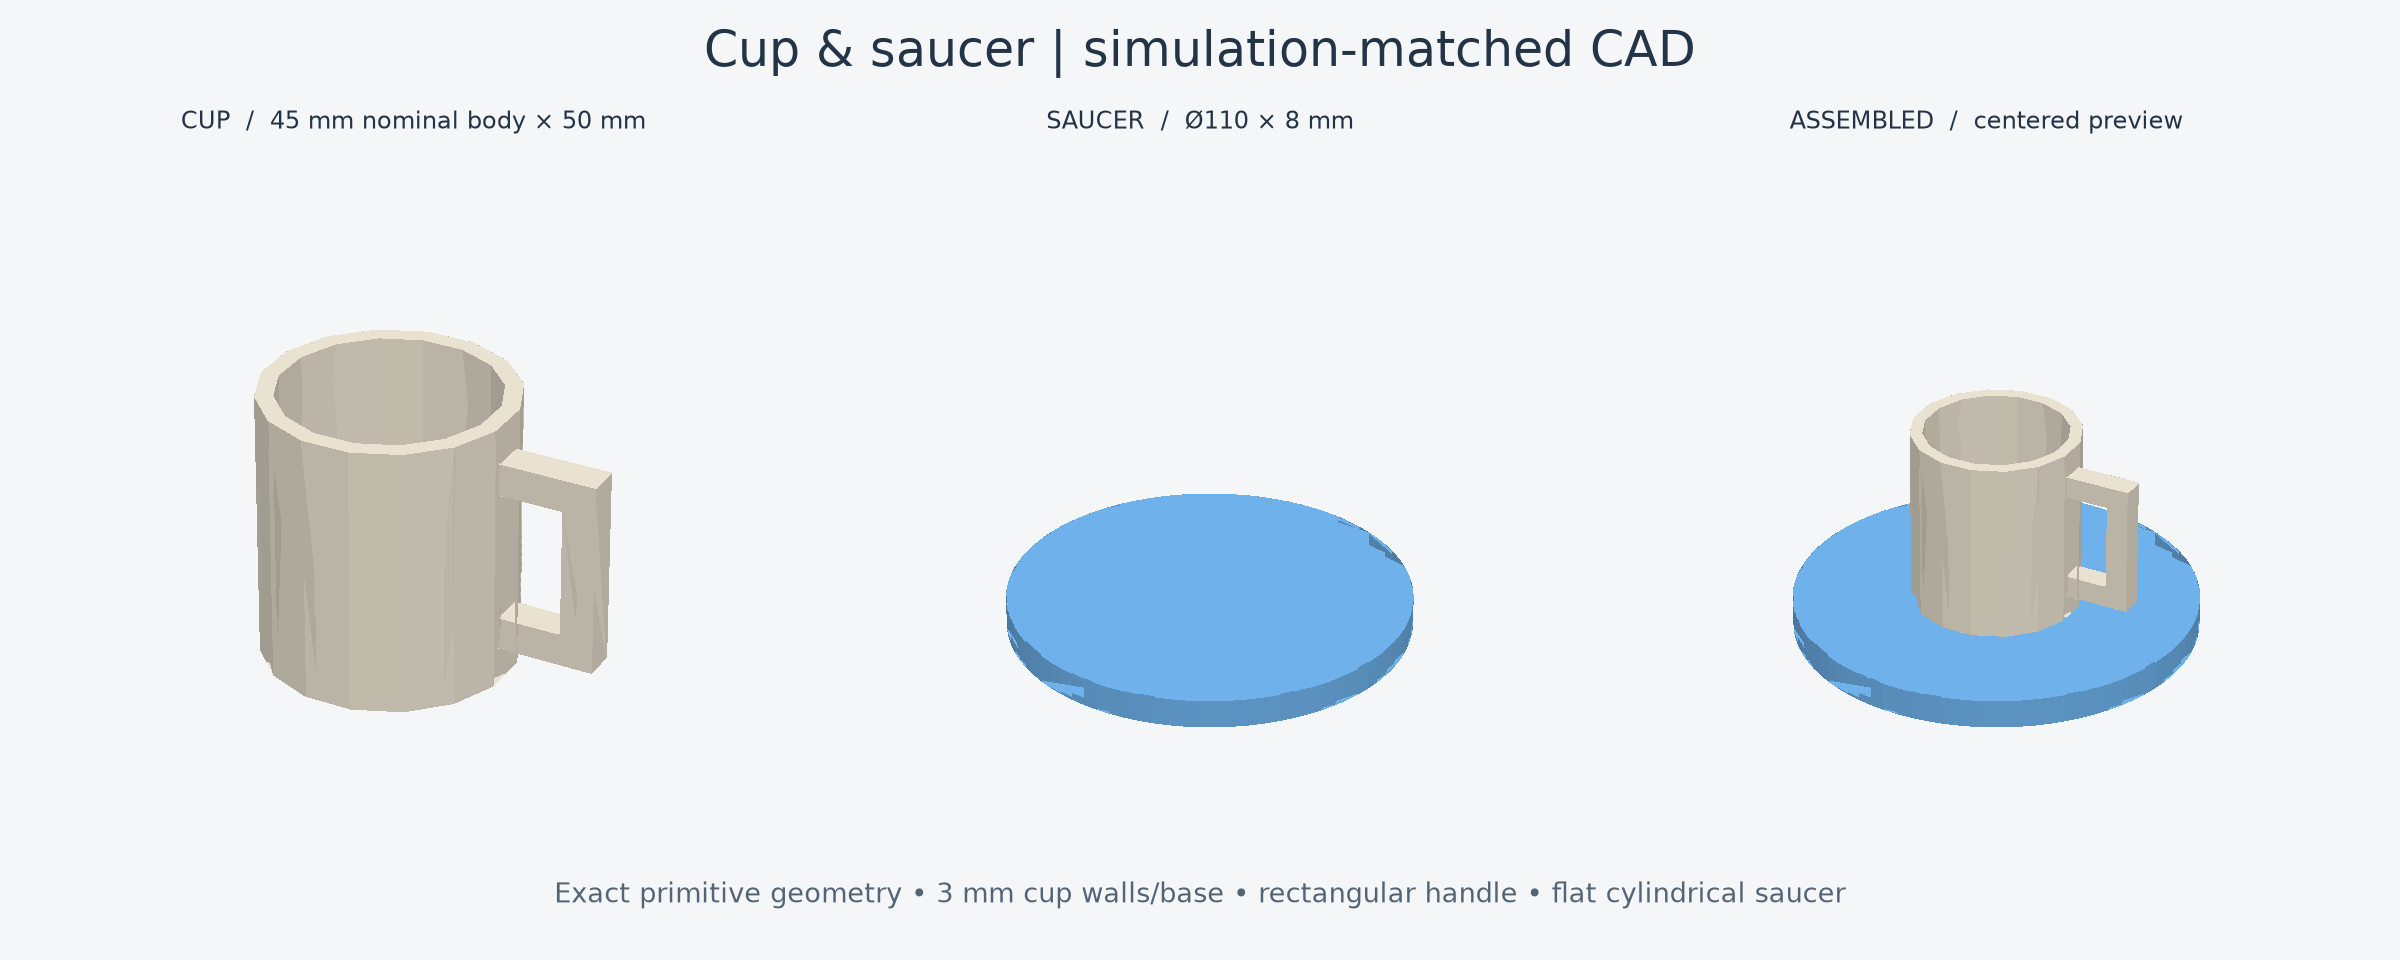 Cup & saucer | simulation-matched CAD
CUP / 45 mm nominal body × 50 mm
SAUCER / Ø110 × 8 mm
ASSEMBLED / centered preview
Exact primitive geometry • 3 mm cup walls/base • rectangular handle • flat cylindrical saucer